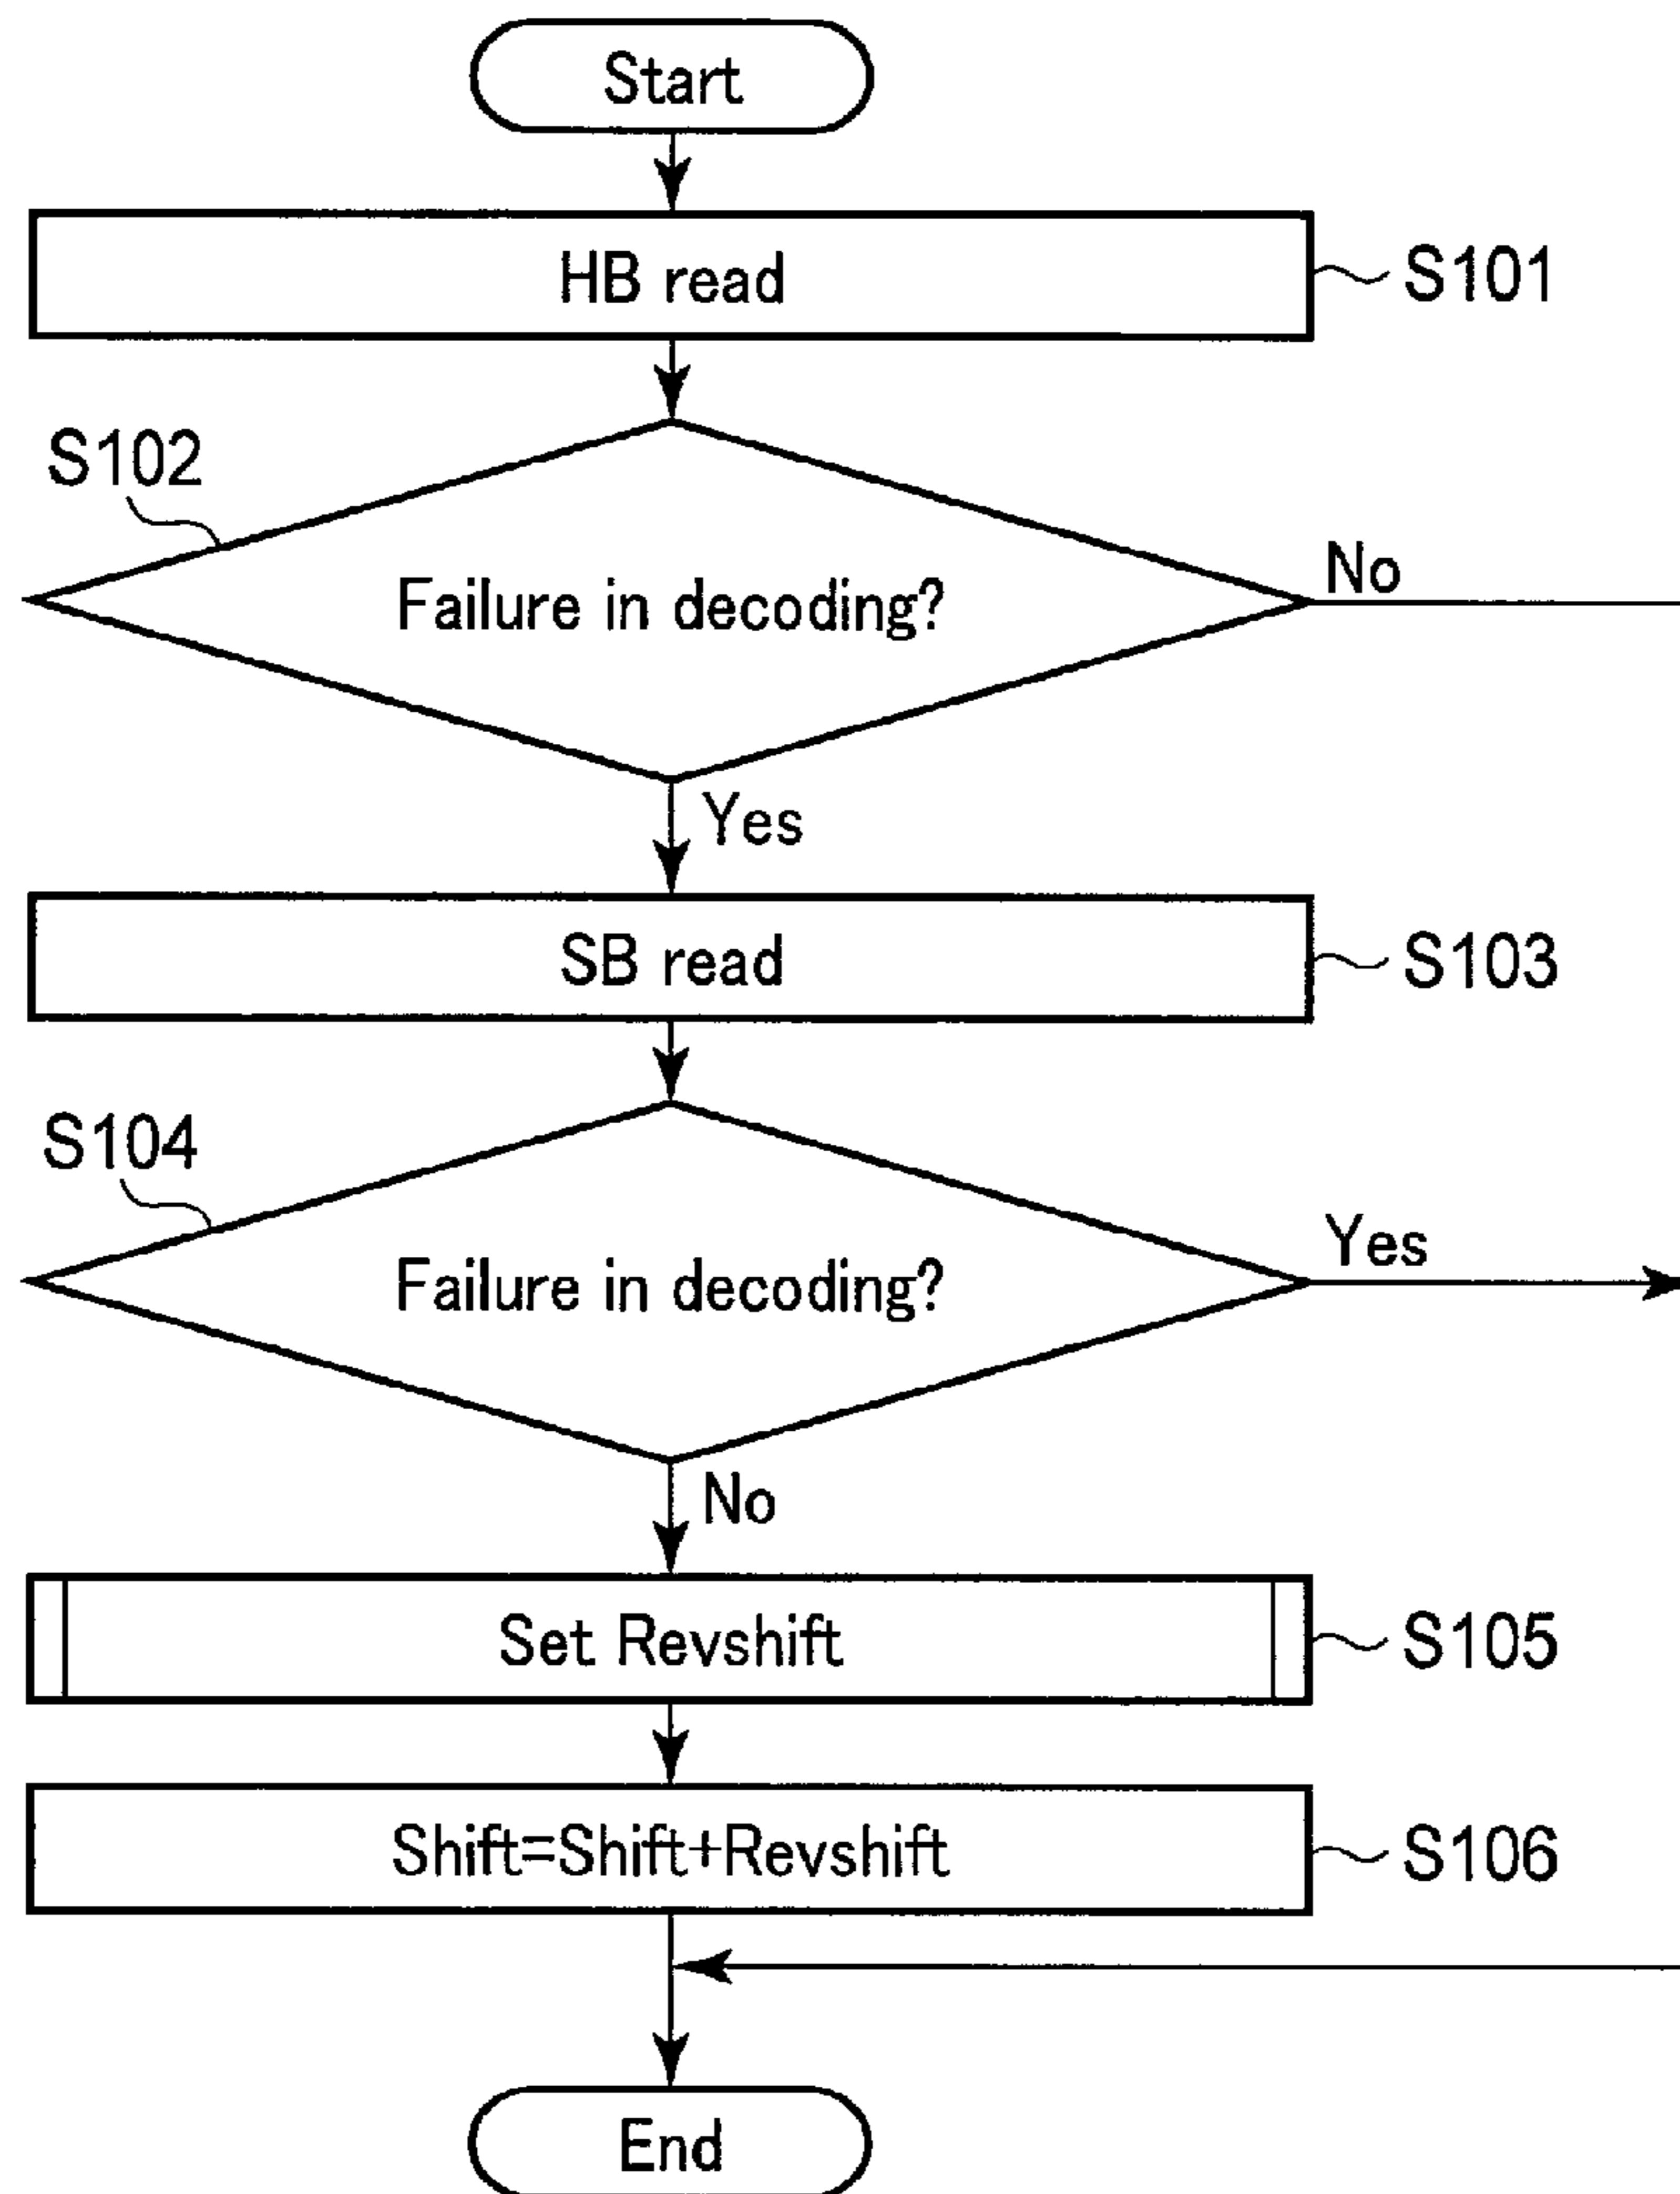 Start
HB read
S101
S102
Failure in decoding?
No
Yes
SB read
S103
S104
Failure in decoding?
Yes
No
Set Revshift
S105
Shift=Shift+Revshift
S106
End